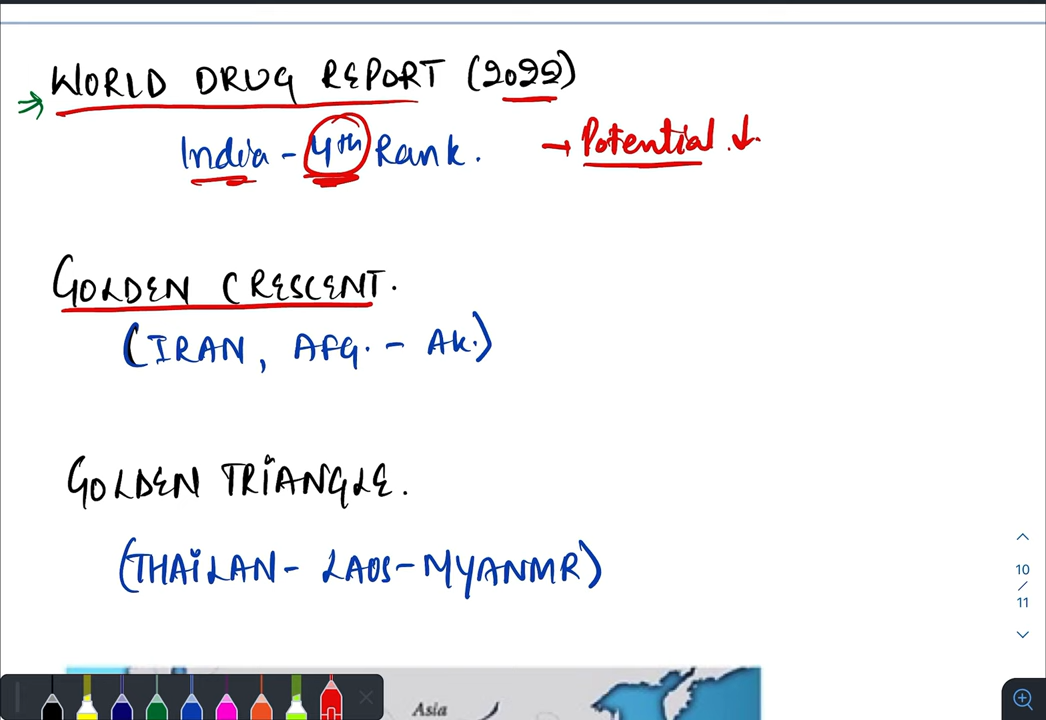 WORLD DRUG REPORT (2022)
India - 4th Rank. → Potential ↓
GOLDEN CRESCENT.
(IRAN, AFG. - AK.)
GOLDEN TRIANGLE.
(THAILAN - LAOS - MYANMR)
10
/
11
Asia